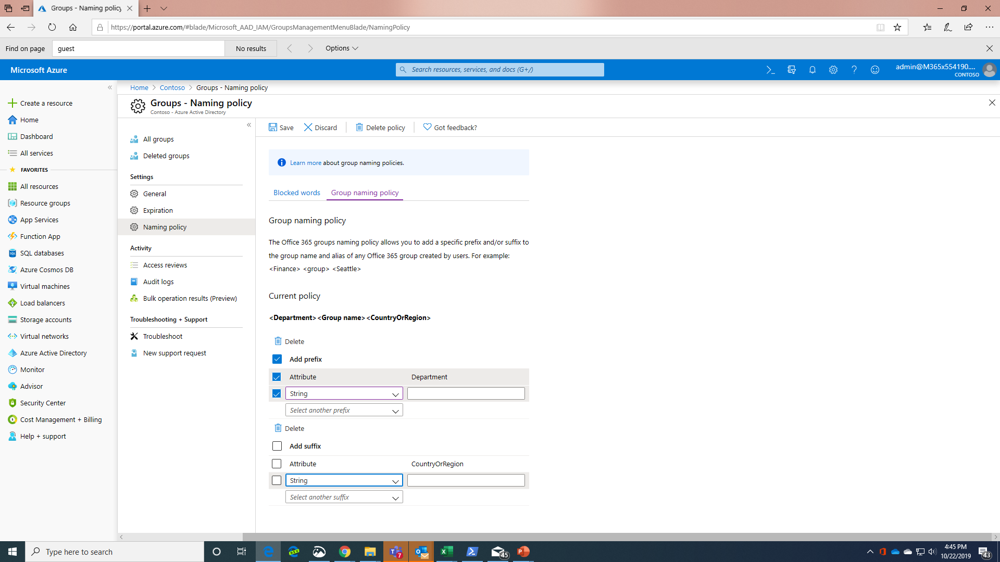 Groups - Naming policy
https://portal.azure.com/#blade/Microsoft_AAD_IAM/GroupsManagementMenuBlade/NamingPolicy
Find on page
guest
No results
Options
Microsoft Azure
Search resources, services, and docs (G+/)
admin@M365x554190....
CONTOSO
Create a resource
Home
Dashboard
All services
FAVORITES
All resources
Resource groups
App Services
Function App
SQL databases
Azure Cosmos DB
Virtual machines
Load balancers
Storage accounts
Virtual networks
Azure Active Directory
Monitor
Advisor
Security Center
Cost Management + Billing
Help + support
Home > Contoso > Groups - Naming policy
Groups - Naming policy
Contoso - Azure Active Directory
All groups
Deleted groups
Settings
General
Expiration
Naming policy
Activity
Access reviews
Audit logs
Bulk operation results (Preview)
Troubleshooting + Support
Troubleshoot
New support request
Save
Discard
Delete policy
Got feedback?
Learn more about group naming policies.
Blocked words
Group naming policy
Group naming policy
The Office 365 groups naming policy allows you to add a specific prefix and/or suffix to
the group name and alias of any Office 365 group created by users. For example:
<Finance> <group> <Seattle>
Current policy
<Department><Group name><CountryOrRegion>
Delete
Add prefix
Attribute Department
String
Select another prefix
Delete
Add suffix
Attribute CountryOrRegion
String
Select another suffix
Type here to search
7
45
4:45 PM
10/22/2019
43